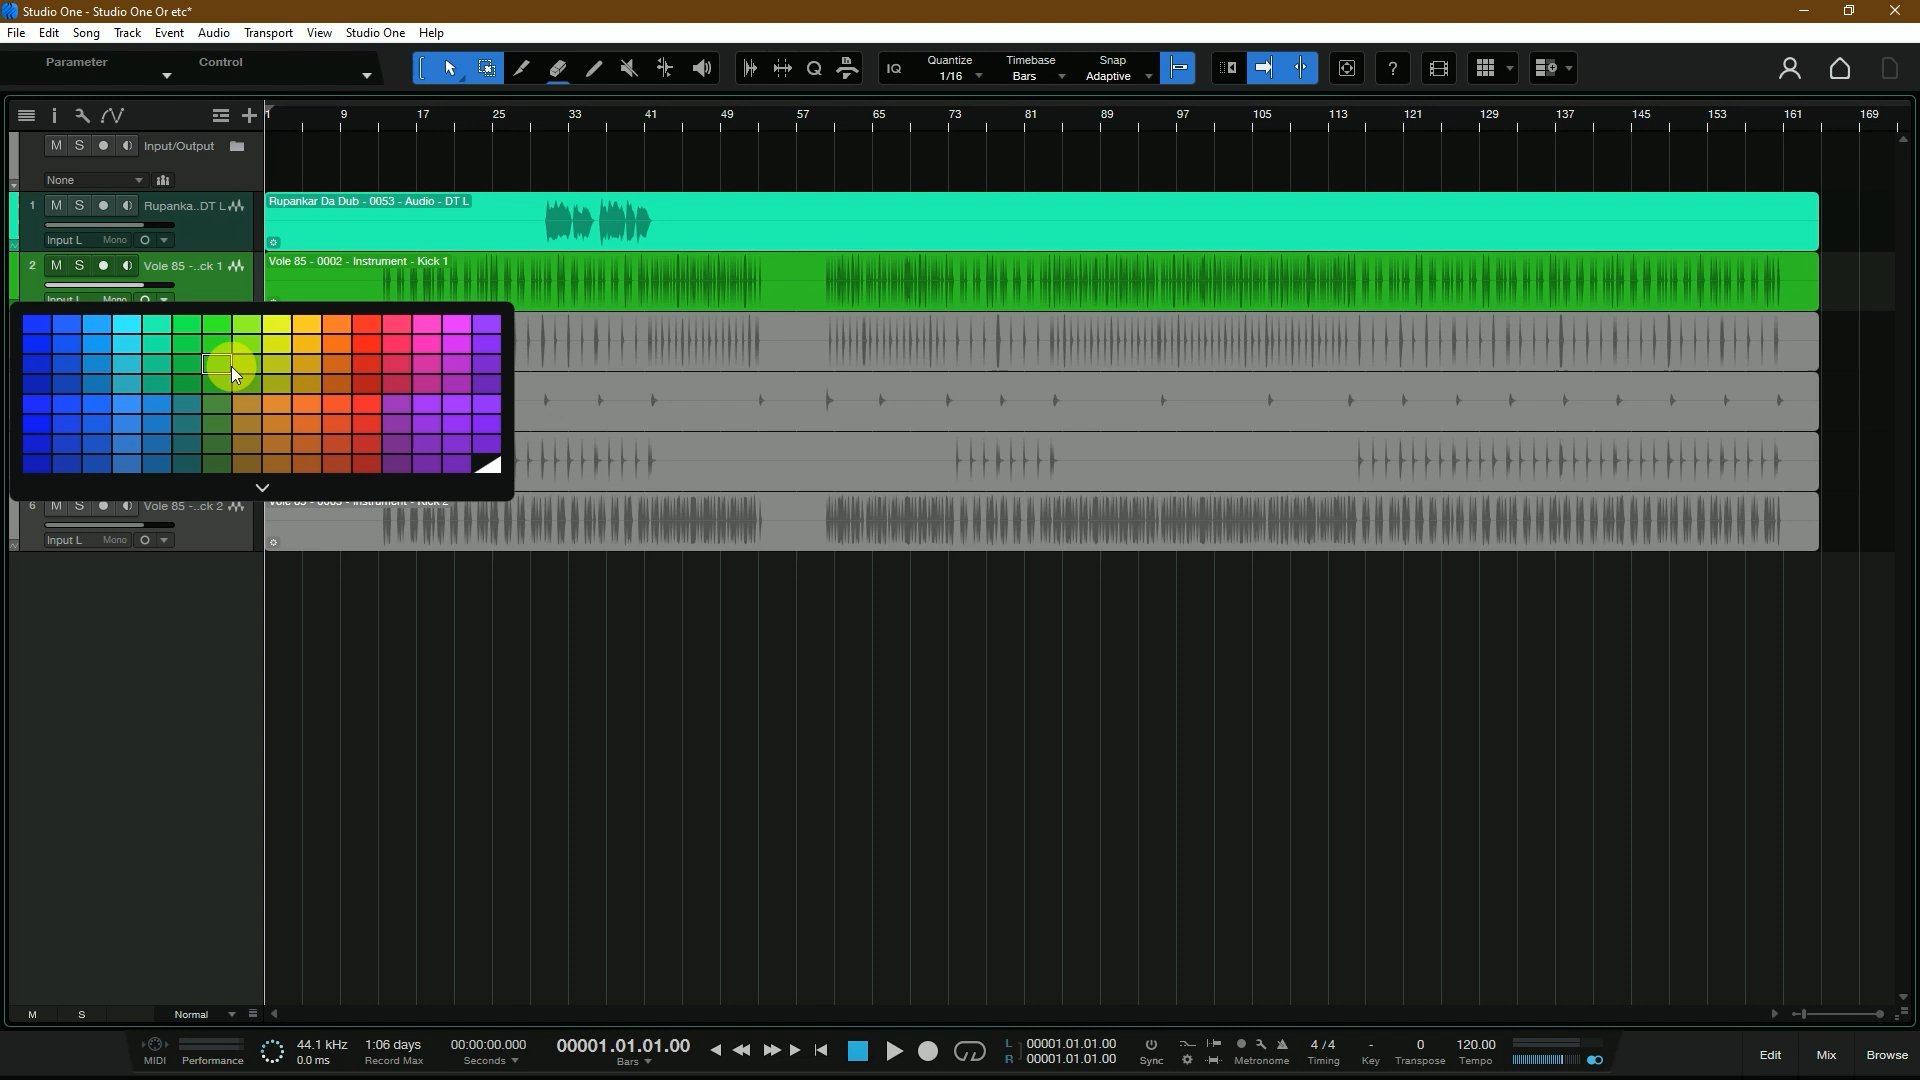 Studio One - Studio One Or etc*
File Edit Song Track Event Audio Transport View Studio One Help
Parameter Control
IQ Quantize Timebase Snap
1/16 Bars Adaptive
1 9 17 25 33 41 49 57 65 73 81 89 97 105 113 121 129 137 145 153 161 169
M S Input/Output
None
1 M S Rupanka..DT L
Input L Mono
Rupankar Da Dub - 0053 - Audio - DT L
2 M S Vole 85 -..ck 1
Input L Mono
Vole 85 - 0002 - Instrument - Kick 1
6 M S Vole 85 -..ck 2
Input L Mono
Vole 85 - 0003 - Instrument - Kick 2
M S Normal
MIDI
Performance
44.1 kHz
0.0 ms
1:06 days
Record Max
00:00:00.000
Seconds
00001.01.01.00
Bars
L 00001.01.01.00
R 00001.01.01.00
Sync
Metronome
4 / 4
Timing
-
Key
0
Transpose
120.00
Tempo
Edit Mix Browse